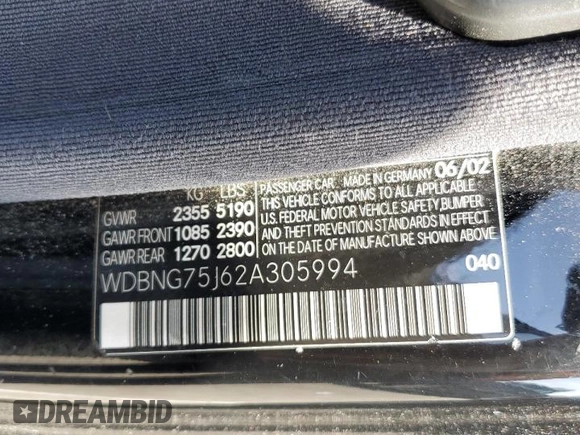 KG LBS
GVWR 2355 5190
GAWR FRONT 1085 2390
GAWR REAR 1270 2800
PASSENGER CAR MADE IN GERMANY 06/02
THIS VEHICLE CONFORMS TO ALL APPLICABLE
U.S. FEDERAL MOTOR VEHICLE SAFETY, BUMPER,
AND THEFT PREVENTION STANDARDS IN EFFECT
ON THE DATE OF MANUFACTURE SHOWN ABOVE.
WDBNG75J62A305994
040
DREAMBID